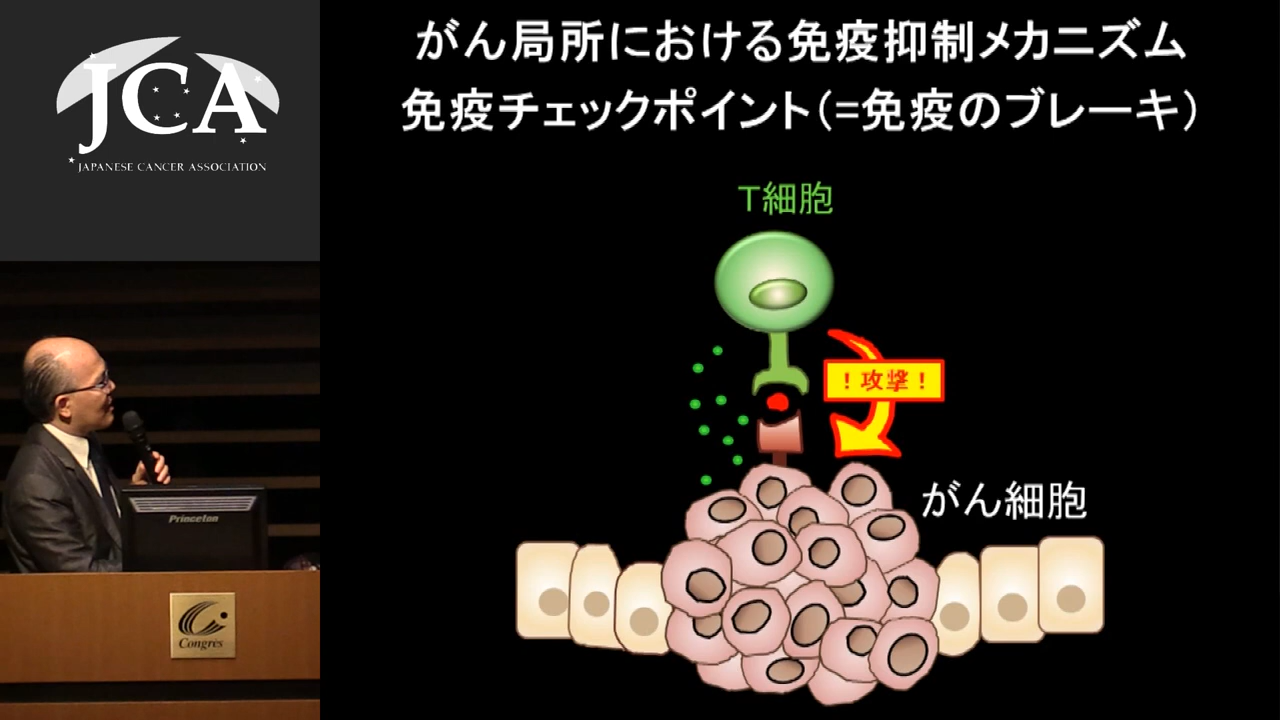 JCA
JAPANESE CANCER ASSOCIATION
がん局所における免疫抑制メカニズム
免疫チェックポイント(=免疫のブレーキ)
T細胞
！攻撃！
がん細胞
Princeton
Congrès